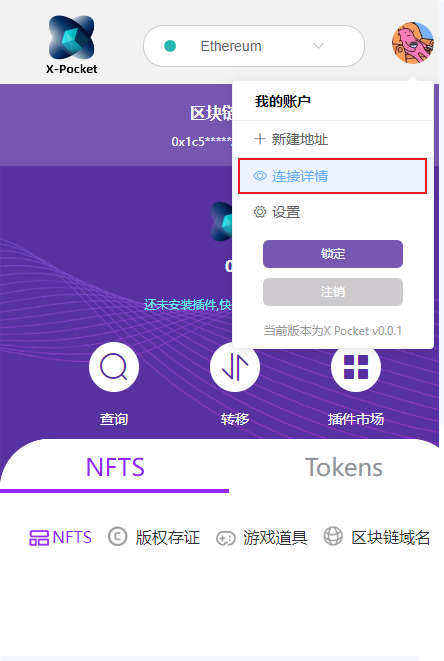 X-Pocket
Ethereum
我的账户
新建地址
连接详情
设置
锁定
注销
当前版本为X Pocket v0.0.1
区块链
0x1c5*****
0
还未安装插件,快
查询
转移
插件市场
NFTS
Tokens
NFTS
版权存证
游戏道具
区块链域名